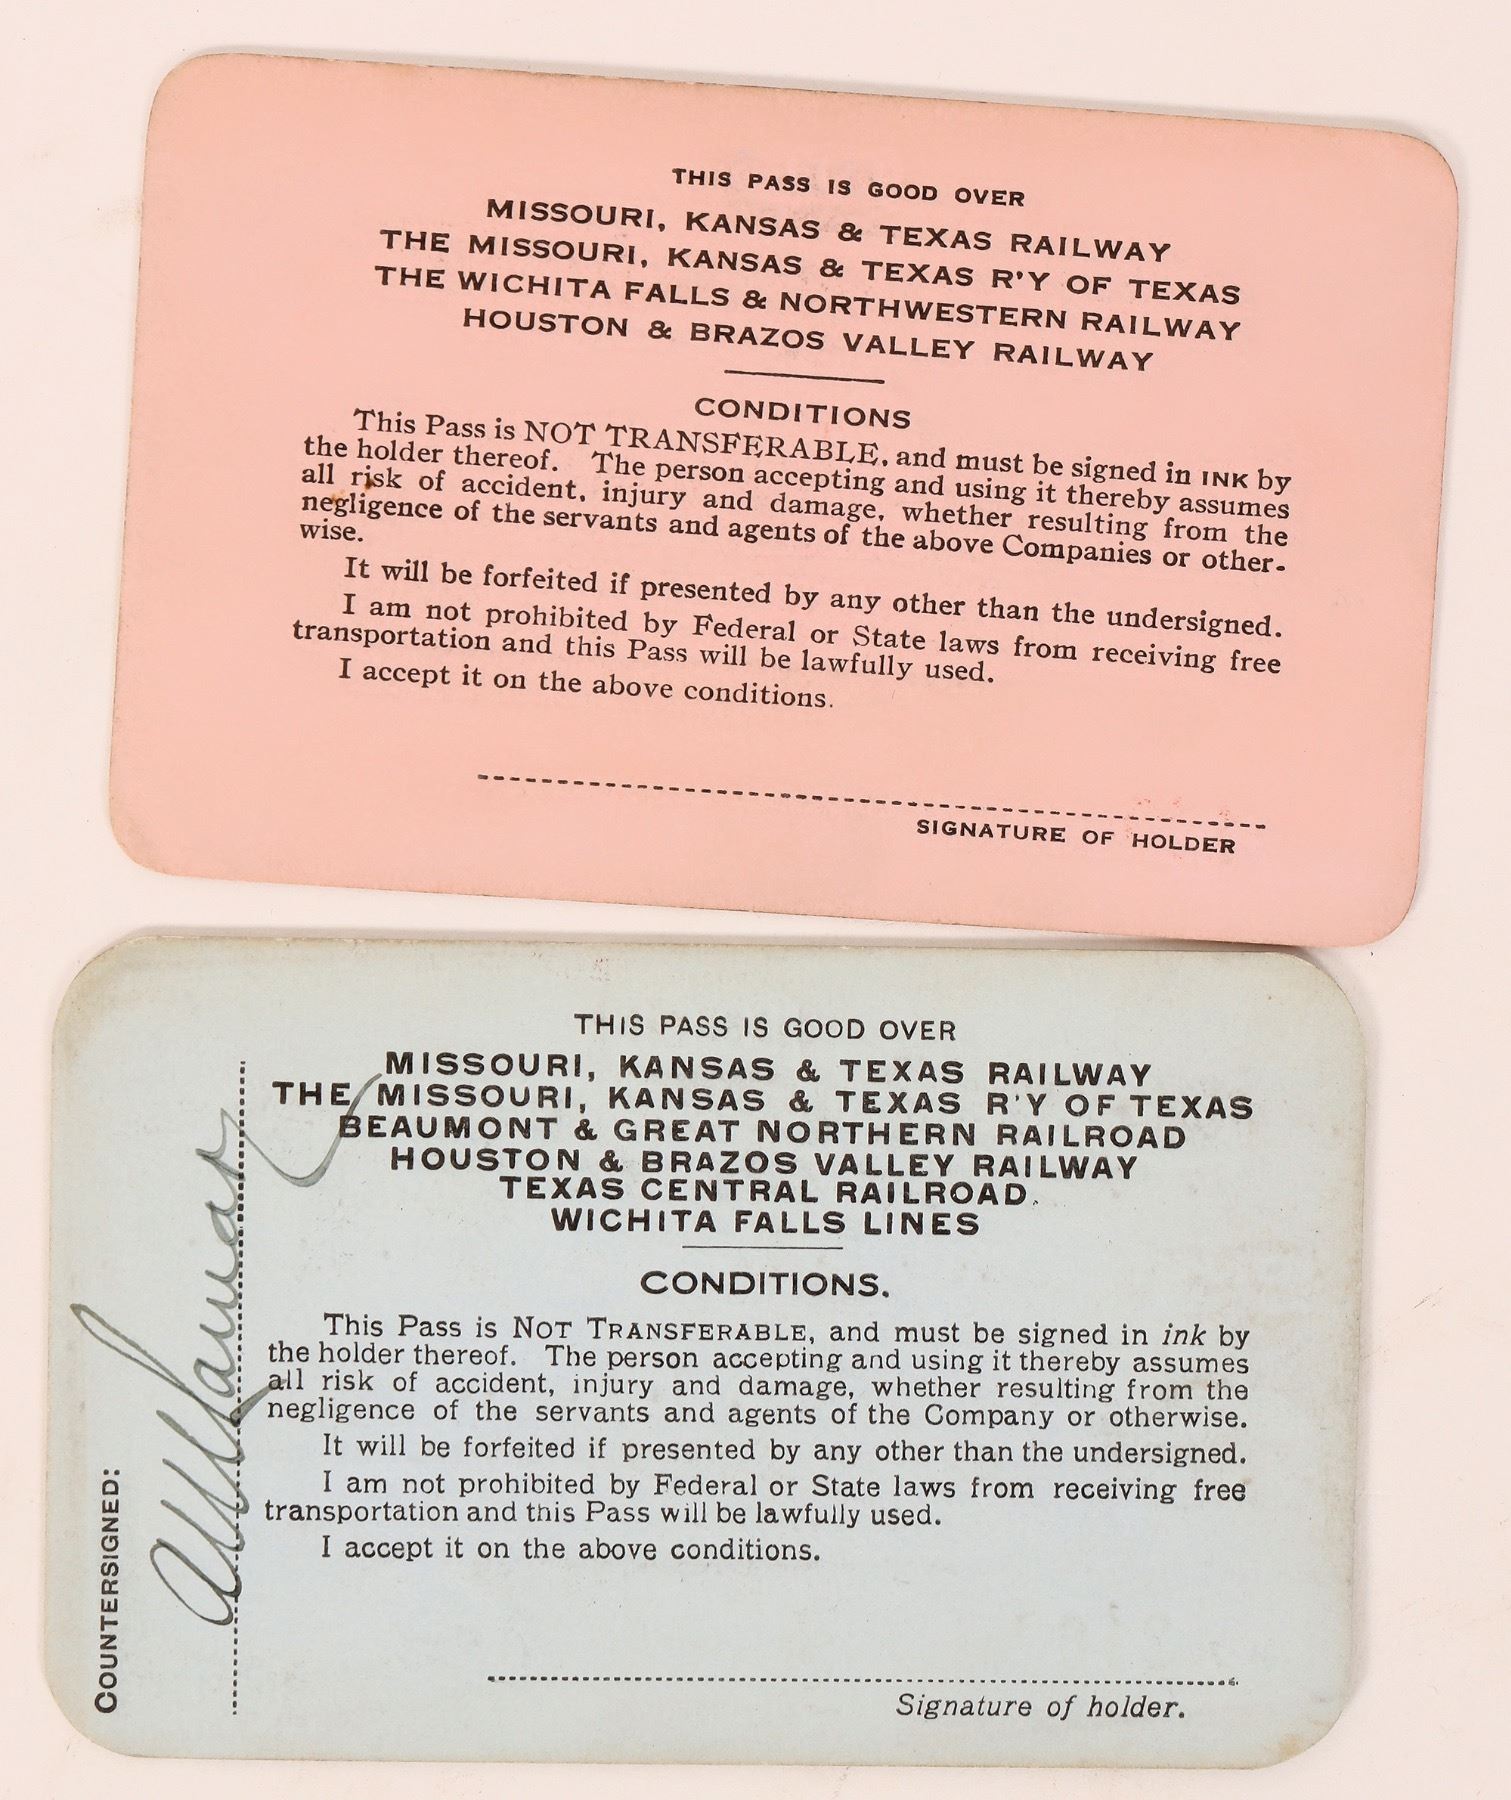 THIS PASS IS GOOD OVER
MISSOURI, KANSAS & TEXAS RAILWAY
THE MISSOURI, KANSAS & TEXAS R'Y OF TEXAS
THE WICHITA FALLS & NORTHWESTERN RAILWAY
HOUSTON & BRAZOS VALLEY RAILWAY
CONDITIONS
This Pass is NOT TRANSFERABLE, and must be signed in INK by
the holder thereof. The person accepting and using it thereby assumes
all risk of accident, injury and damage, whether resulting from the
negligence of the servants and agents of the above Companies or other-
wise.
It will be forfeited if presented by any other than the undersigned.
I am not prohibited by Federal or State laws from receiving free
transportation and this Pass will be lawfully used.
I accept it on the above conditions.
SIGNATURE OF HOLDER
THIS PASS IS GOOD OVER
MISSOURI, KANSAS & TEXAS RAILWAY
THE MISSOURI, KANSAS & TEXAS R'Y OF TEXAS
BEAUMONT & GREAT NORTHERN RAILROAD
HOUSTON & BRAZOS VALLEY RAILWAY
TEXAS CENTRAL RAILROAD.
WICHITA FALLS LINES
CONDITIONS.
This Pass is NOT TRANSFERABLE, and must be signed in ink by
the holder thereof. The person accepting and using it thereby assumes
all risk of accident, injury and damage, whether resulting from the
negligence of the servants and agents of the Company or otherwise.
It will be forfeited if presented by any other than the undersigned.
I am not prohibited by Federal or State laws from receiving free
transportation and this Pass will be lawfully used.
I accept it on the above conditions.
Signature of holder.
COUNTERSIGNED: